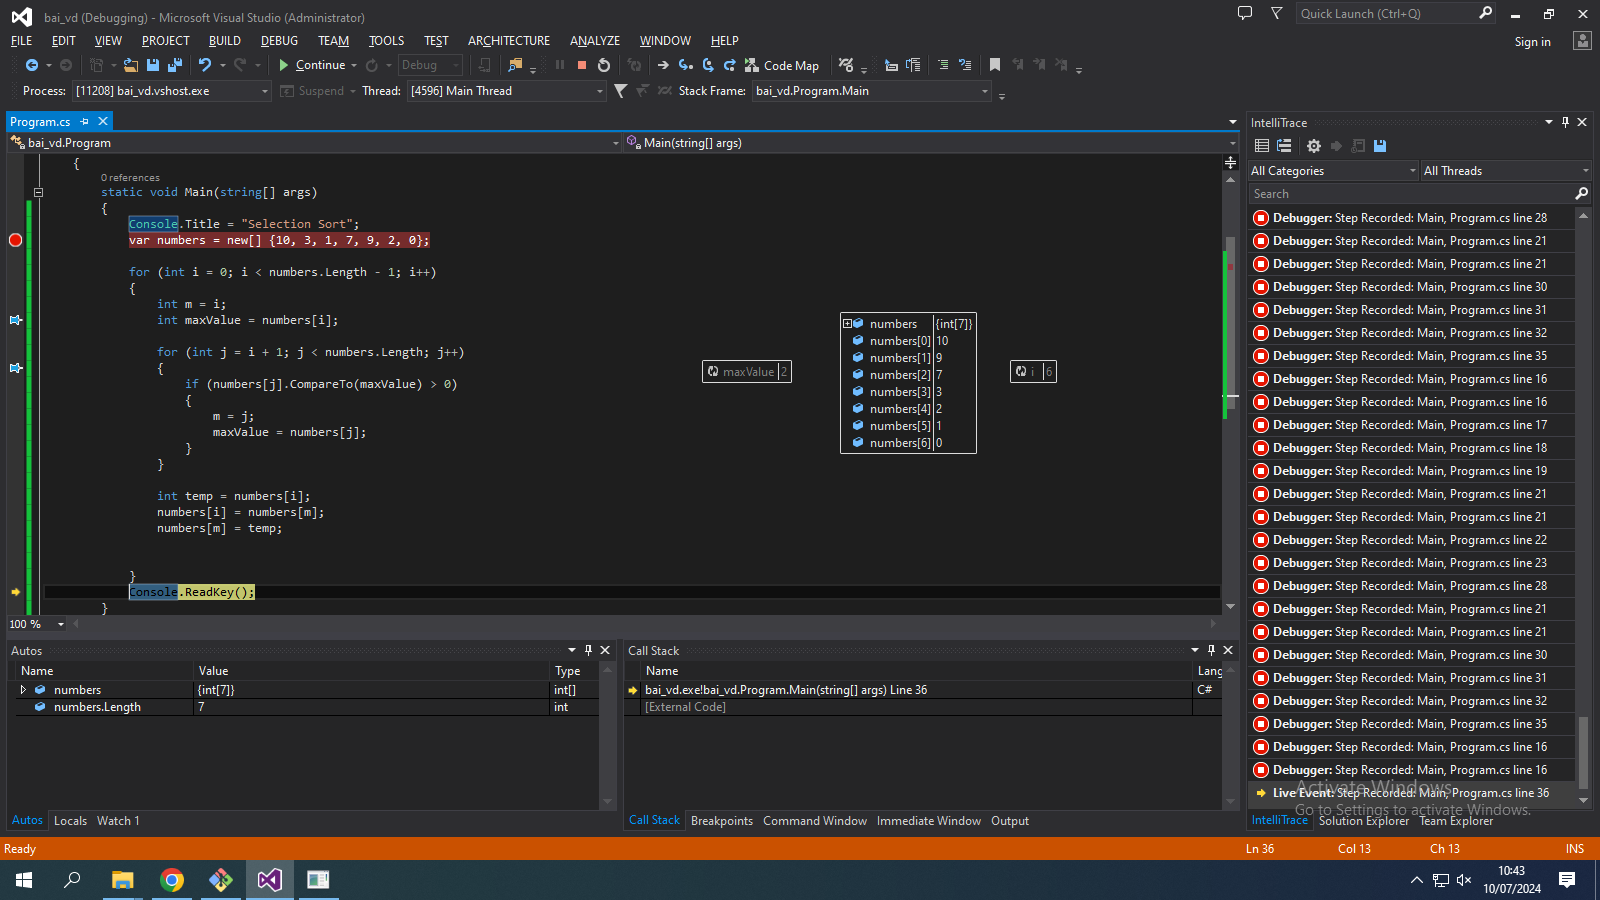 bai_vd (Debugging) - Microsoft Visual Studio (Administrator)
Quick Launch (Ctrl+Q)
FILE EDIT VIEW PROJECT BUILD DEBUG TEAM TOOLS TEST ARCHITECTURE ANALYZE WINDOW HELP
Sign in
Continue Debug Code Map
Process: [11208] bai_vd.vshost.exe Suspend Thread: [4596] Main Thread Stack Frame: bai_vd.Program.Main
Program.cs
bai_vd.Program Main(string[] args)
{
0 references
static void Main(string[] args)
{
Console.Title = "Selection Sort";
var numbers = new[] {10, 3, 1, 7, 9, 2, 0};
for (int i = 0; i < numbers.Length - 1; i++)
{
int m = i;
int maxValue = numbers[i];
for (int j = i + 1; j < numbers.Length; j++)
{
if (numbers[j].CompareTo(maxValue) > 0)
{
m = j;
maxValue = numbers[j];
}
}
int temp = numbers[i];
numbers[i] = numbers[m];
numbers[m] = temp;
}
Console.ReadKey();
}
maxValue 2
numbers {int[7]}
numbers[0] 10
numbers[1] 9
numbers[2] 7
numbers[3] 3
numbers[4] 2
numbers[5] 1
numbers[6] 0
i 6
100 %
IntelliTrace
All Categories All Threads
Search
Debugger: Step Recorded: Main, Program.cs line 28
Debugger: Step Recorded: Main, Program.cs line 21
Debugger: Step Recorded: Main, Program.cs line 21
Debugger: Step Recorded: Main, Program.cs line 30
Debugger: Step Recorded: Main, Program.cs line 31
Debugger: Step Recorded: Main, Program.cs line 32
Debugger: Step Recorded: Main, Program.cs line 35
Debugger: Step Recorded: Main, Program.cs line 16
Debugger: Step Recorded: Main, Program.cs line 16
Debugger: Step Recorded: Main, Program.cs line 17
Debugger: Step Recorded: Main, Program.cs line 18
Debugger: Step Recorded: Main, Program.cs line 19
Debugger: Step Recorded: Main, Program.cs line 21
Debugger: Step Recorded: Main, Program.cs line 21
Debugger: Step Recorded: Main, Program.cs line 22
Debugger: Step Recorded: Main, Program.cs line 23
Debugger: Step Recorded: Main, Program.cs line 28
Debugger: Step Recorded: Main, Program.cs line 21
Debugger: Step Recorded: Main, Program.cs line 21
Debugger: Step Recorded: Main, Program.cs line 30
Debugger: Step Recorded: Main, Program.cs line 31
Debugger: Step Recorded: Main, Program.cs line 32
Debugger: Step Recorded: Main, Program.cs line 35
Debugger: Step Recorded: Main, Program.cs line 16
Debugger: Step Recorded: Main, Program.cs line 16
Live Event: Step Recorded: Main, Program.cs line 36
Activate Windows
Go to Settings to activate Windows.
IntelliTrace Solution Explorer Team Explorer
Autos
Name Value Type
numbers {int[7]} int[]
numbers.Length 7 int
Autos Locals Watch 1
Call Stack
Name Lang
bai_vd.exe!bai_vd.Program.Main(string[] args) Line 36 C#
[External Code]
Call Stack Breakpoints Command Window Immediate Window Output
Ready Ln 36 Col 13 Ch 13 INS
10:43
10/07/2024